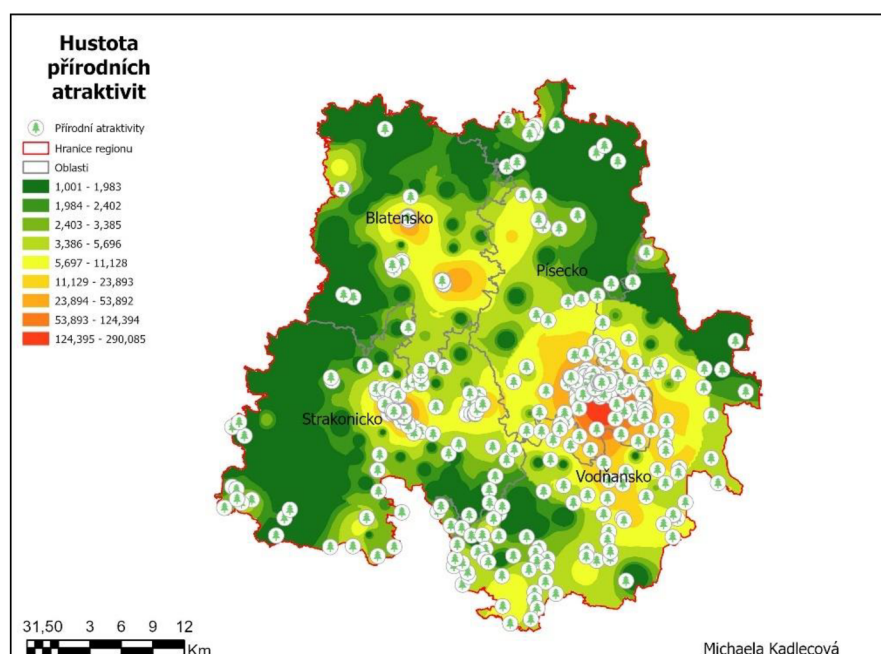 Hustota
přírodních
atraktivit
Přírodní atraktivity
Hranice regionu
Oblasti
1,001 - 1,983
1,984 - 2,402
2,403 - 3,385
3,386 - 5,696
5,697 - 11,128
11,129 - 23,893
23,894 - 53,892
53,893 - 124,394
124,395 - 290,085
Blatensko
Písecko
Strakonicko
Vodňansko
31,50 3 6 9 12
Km
Michaela Kadlecová